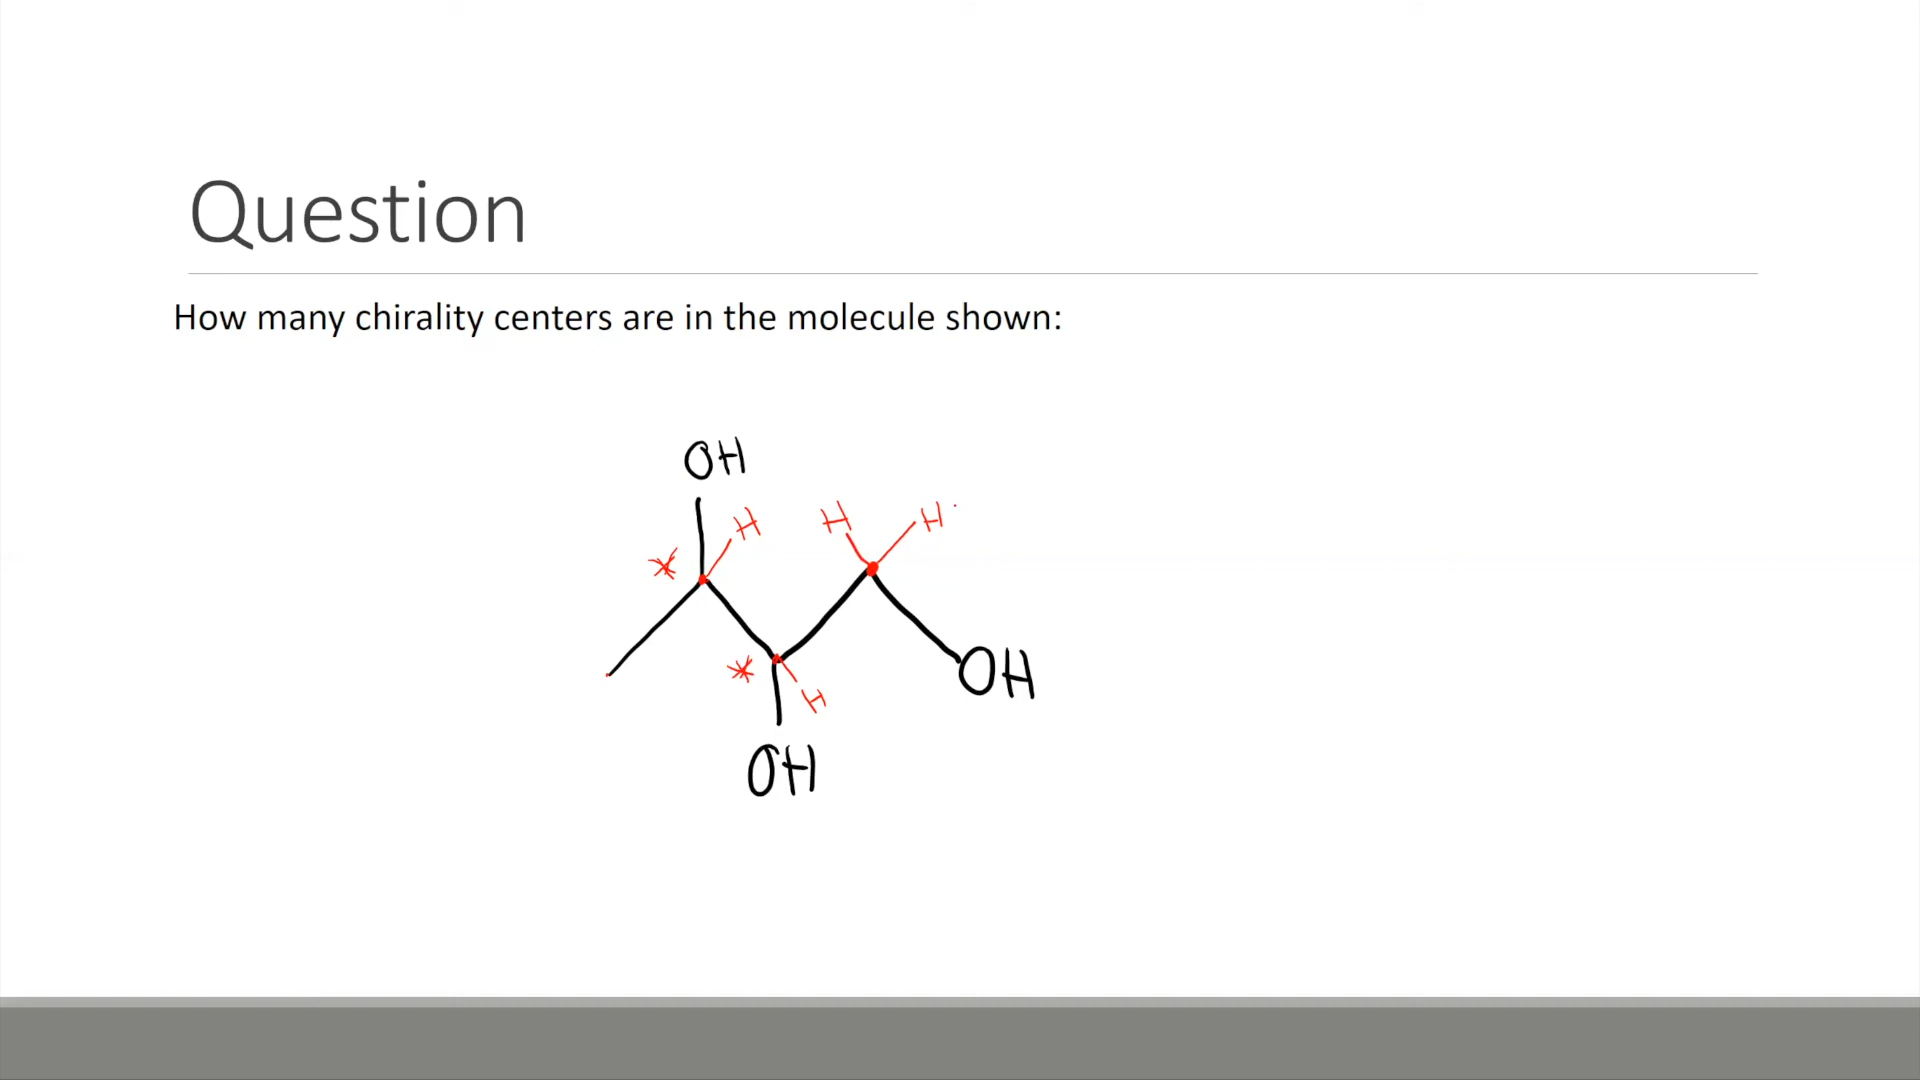 Question
How many chirality centers are in the molecule shown:
OH
H
H
H
*
*
H
OH
OH